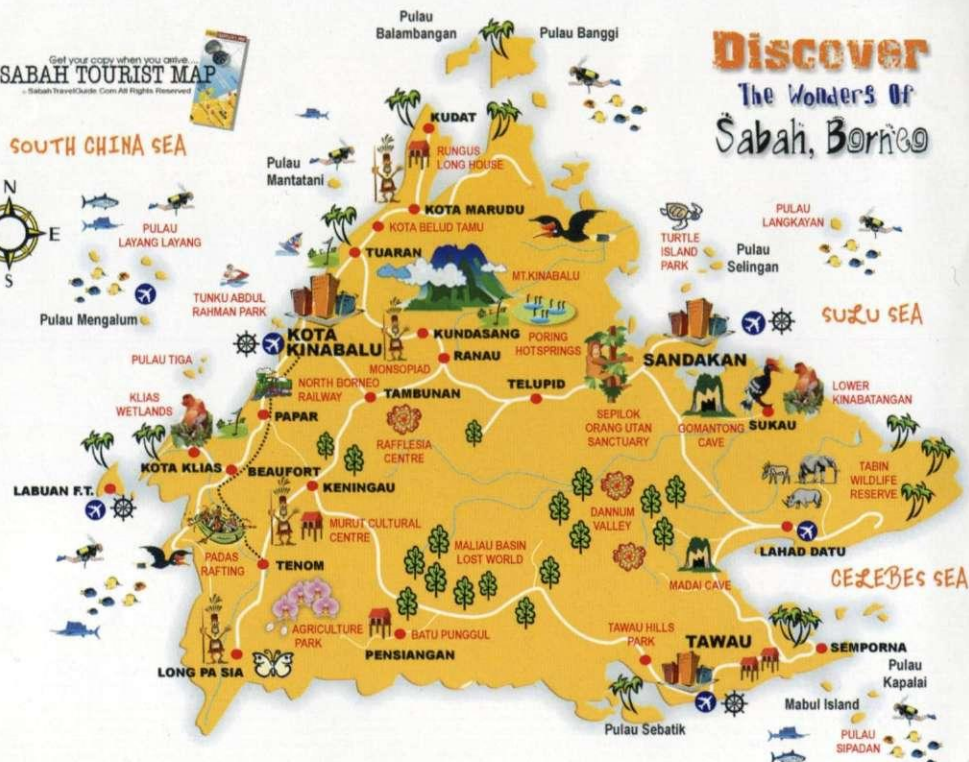 Get your copy when you arrive....
SABAH TOURIST MAP
SabahTravelGuide.Com All Rights Reserved
Discover
The Wonders Of
Sabah, Borneo
Pulau
Balambangan
Pulau Banggi
SOUTH CHINA SEA
N
E
S
KUDAT
RUNGUS
LONG HOUSE
Pulau
Mantatani
KOTA MARUDU
KOTA BELUD TAMU
PULAU
LAYANG LAYANG
TUARAN
TURTLE
ISLAND
PARK
Pulau
Selingan
PULAU
LANGKAYAN
MT.KINABALU
TUNKU ABDUL
RAHMAN PARK
Pulau Mengalum
SULU SEA
KOTA
KINABALU
KUNDASANG
PORING
HOTSPRINGS
RANAU
MONSOPIAD
SANDAKAN
PULAU TIGA
NORTH BORNEO
RAILWAY
TAMBUNAN
TELUPID
KLIAS
WETLANDS
PAPAR
RAFFLESIA
CENTRE
SEPILOK
ORANG UTAN
SANCTUARY
GOMANTONG
CAVE
SUKAU
LOWER
KINABATANGAN
KOTA KLIAS
BEAUFORT
LABUAN F.T.
KENINGAU
TABIN
WILDLIFE
RESERVE
MURUT CULTURAL
CENTRE
DANNUM
VALLEY
PADAS
RAFTING
MALIAU BASIN
LOST WORLD
LAHAD DATU
TENOM
MADAI CAVE
CELEBES SEA
AGRICULTURE
PARK
BATU PUNGGUL
PENSIANGAN
TAWAU HILLS
PARK
TAWAU
SEMPORNA
LONG PA SIA
Pulau
Kapalai
Mabul Island
Pulau Sebatik
PULAU
SIPADAN